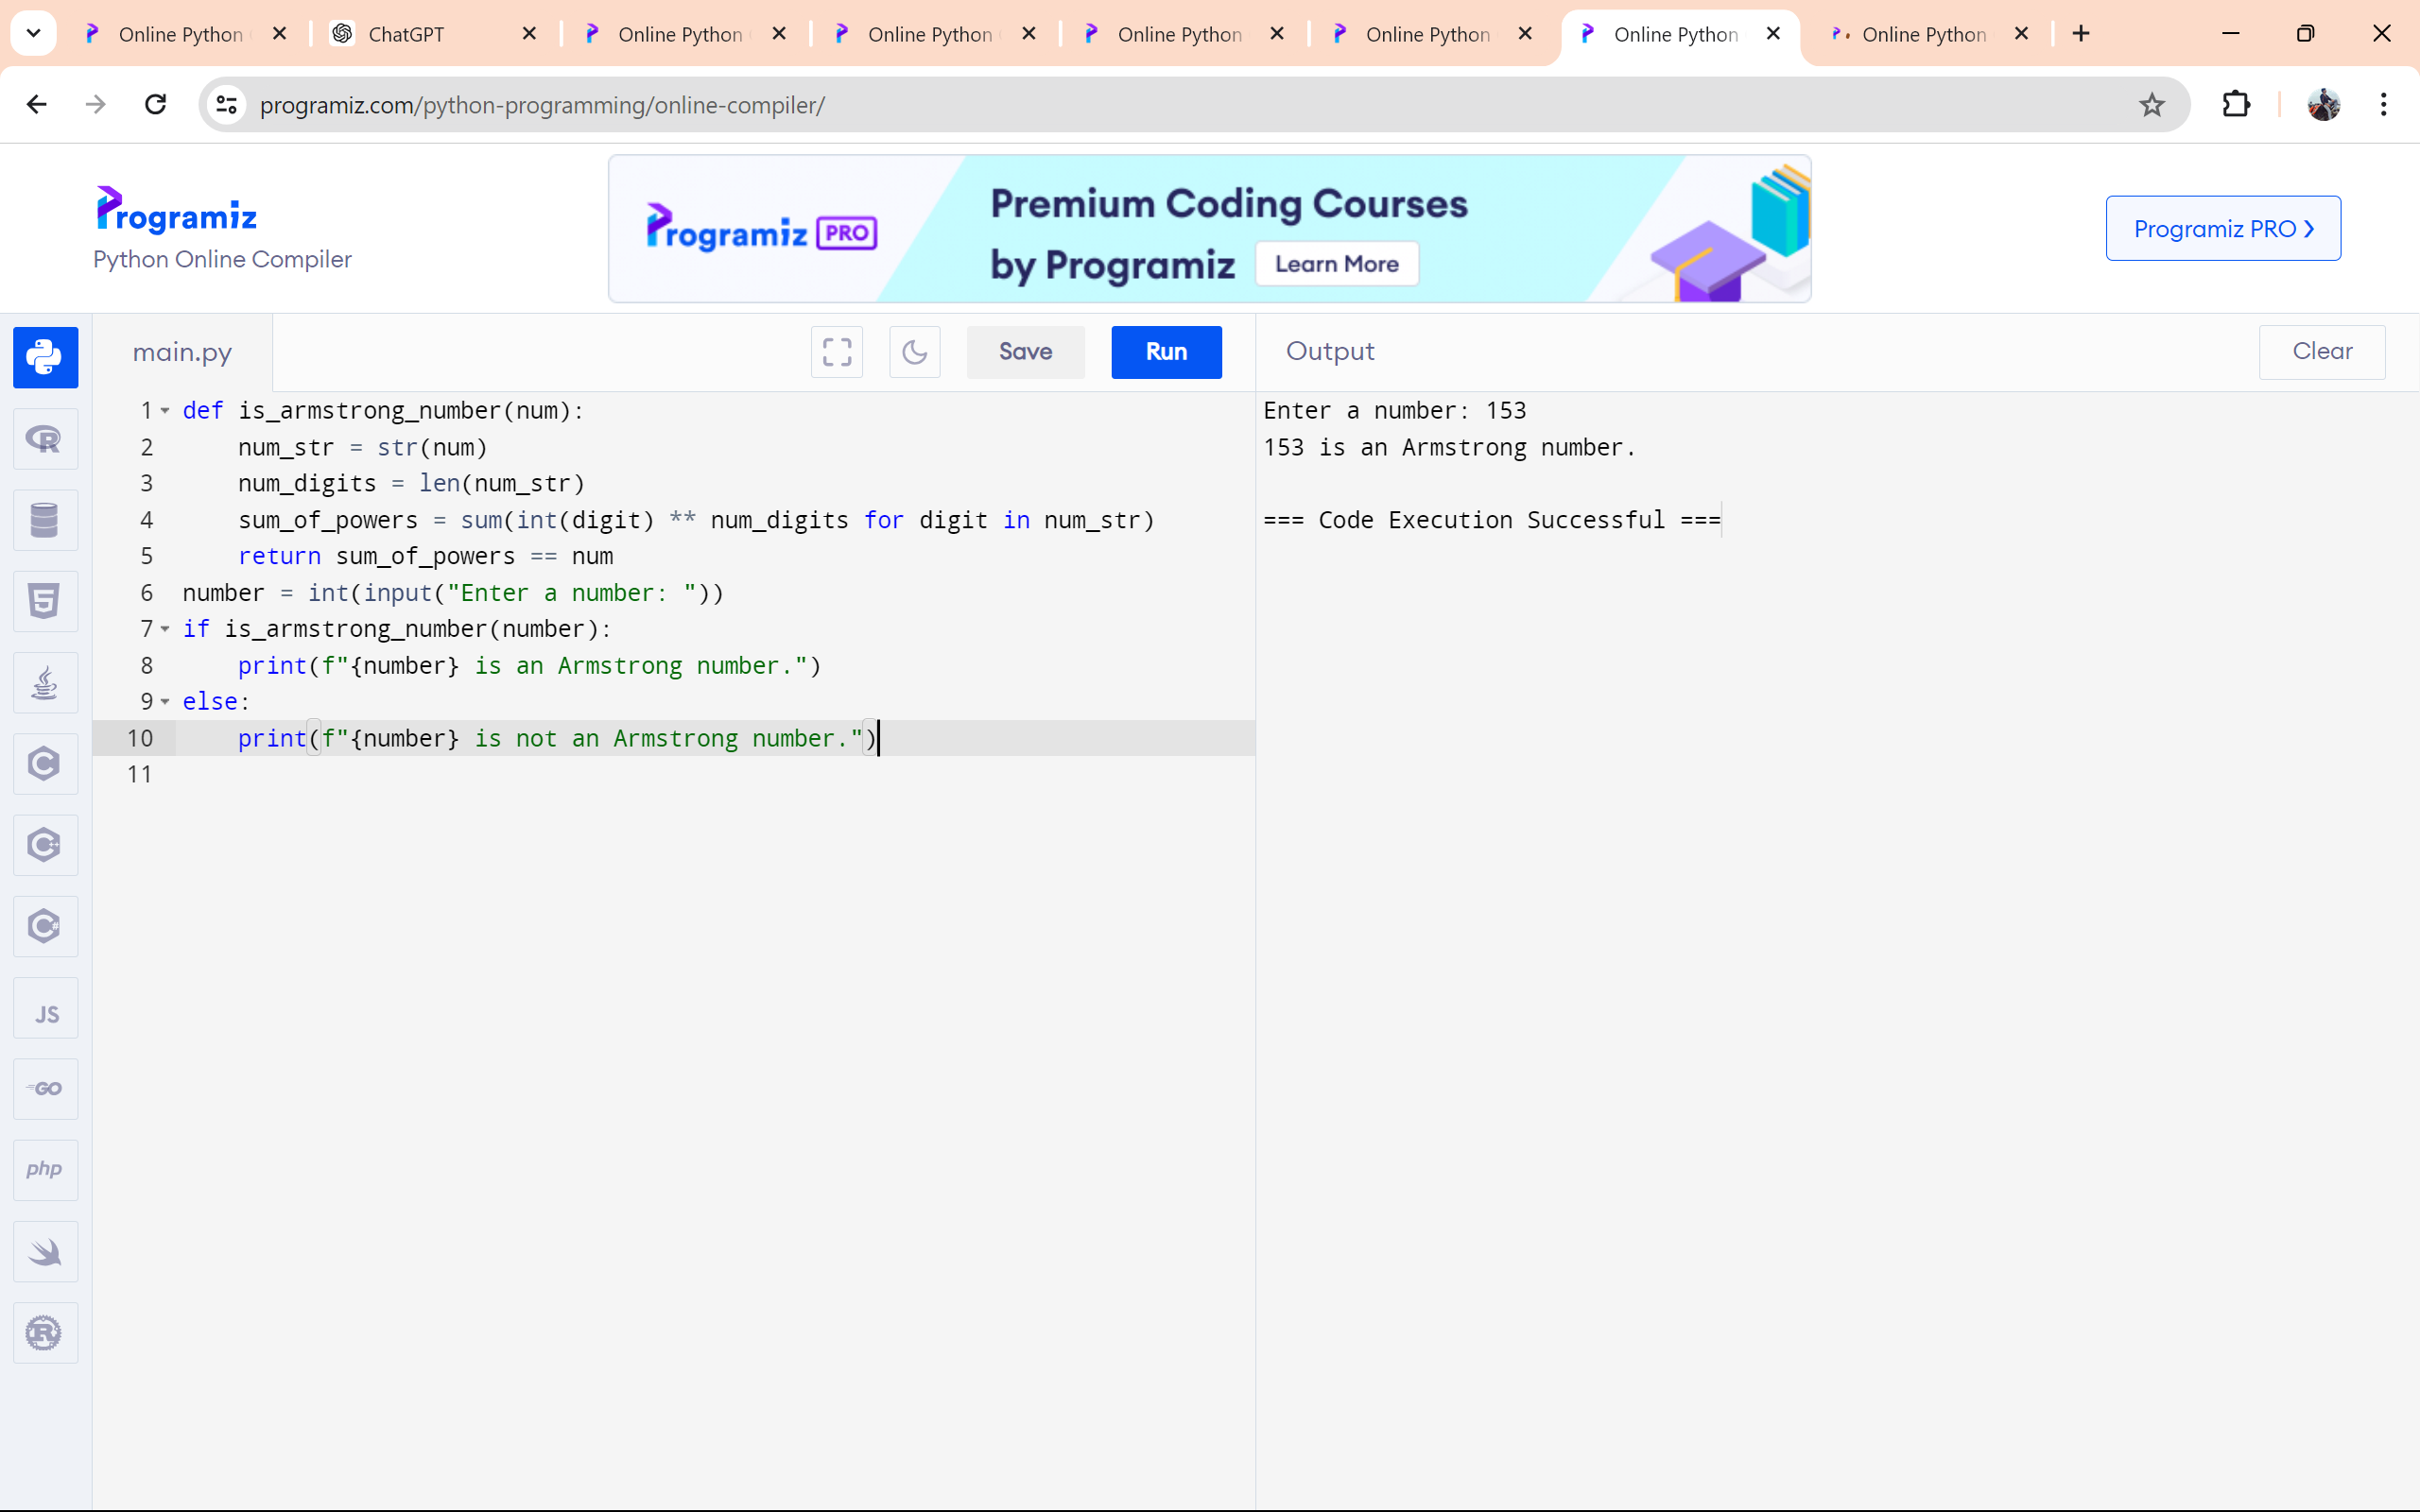 Online Python
ChatGPT
Online Python
Online Python
Online Python
Online Python
Online Python
Online Python
programiz.com/python-programming/online-compiler/
Programiz
Python Online Compiler
Programiz PRO
Premium Coding Courses
by Programiz
Learn More
Programiz PRO
main.py
Save
Run
Output
Clear
1 def is_armstrong_number(num):
2     num_str = str(num)
3     num_digits = len(num_str)
4     sum_of_powers = sum(int(digit) ** num_digits for digit in num_str)
5     return sum_of_powers == num
6 number = int(input("Enter a number: "))
7 if is_armstrong_number(number):
8     print(f"{number} is an Armstrong number.")
9 else:
10     print(f"{number} is not an Armstrong number.")
11
Enter a number: 153
153 is an Armstrong number.
=== Code Execution Successful ===
R
5
C
C++
C#
JS
GO
php
R